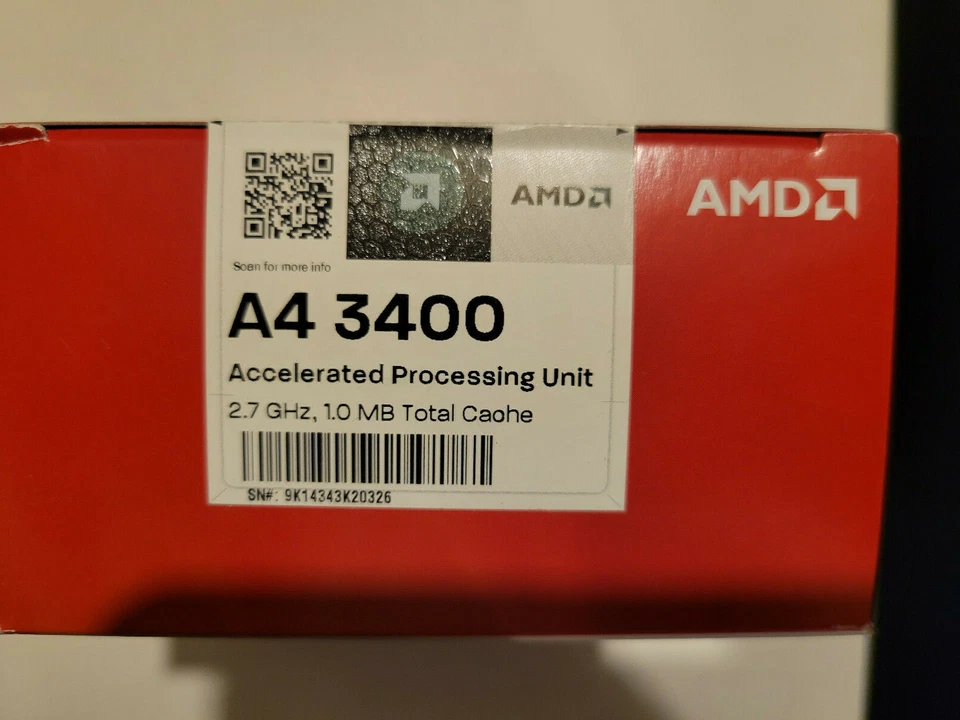 AMD
AMD
Scan for more info
A4 3400
Accelerated Processing Unit
2.7 GHz, 1.0 MB Total Cache
SN#: 9K14343K20326